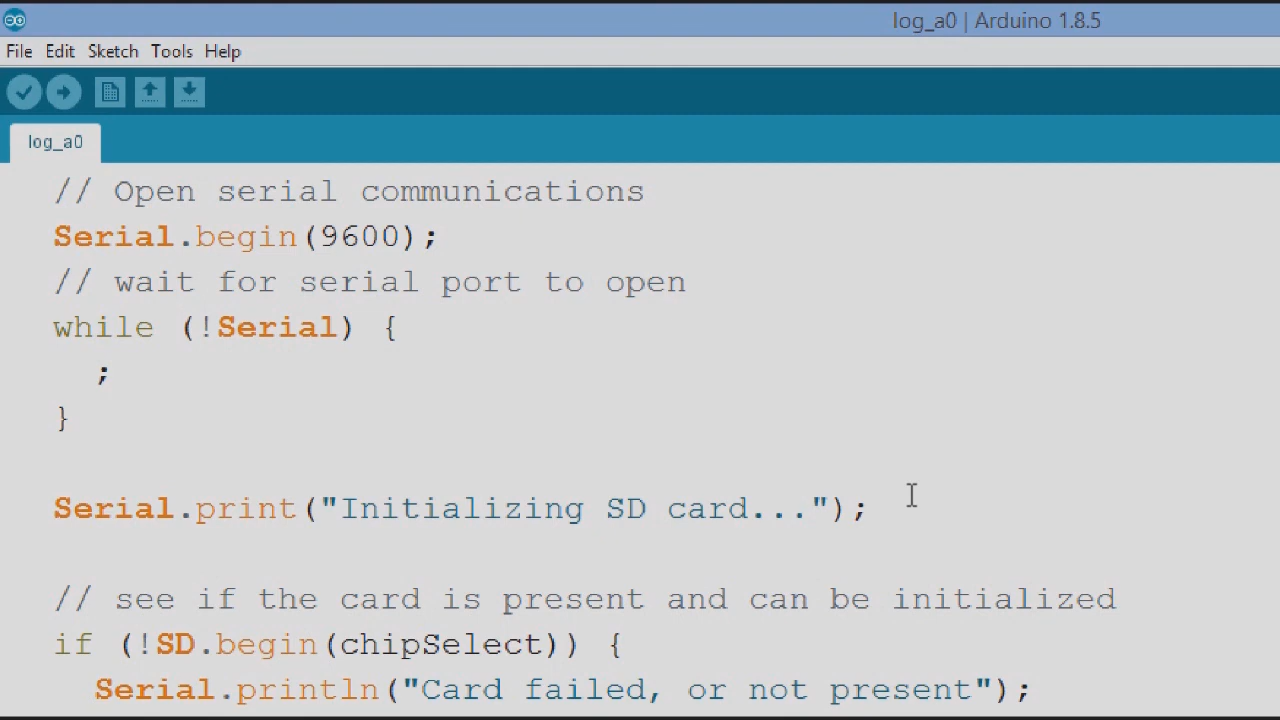 log_a0 | Arduino 1.8.5
File Edit Sketch Tools Help
log_a0
// Open serial communications
Serial.begin(9600);
// wait for serial port to open
while (!Serial) {
;
}
Serial.print("Initializing SD card...");
// see if the card is present and can be initialized
if (!SD.begin(chipSelect)) {
Serial.println("Card failed, or not present");